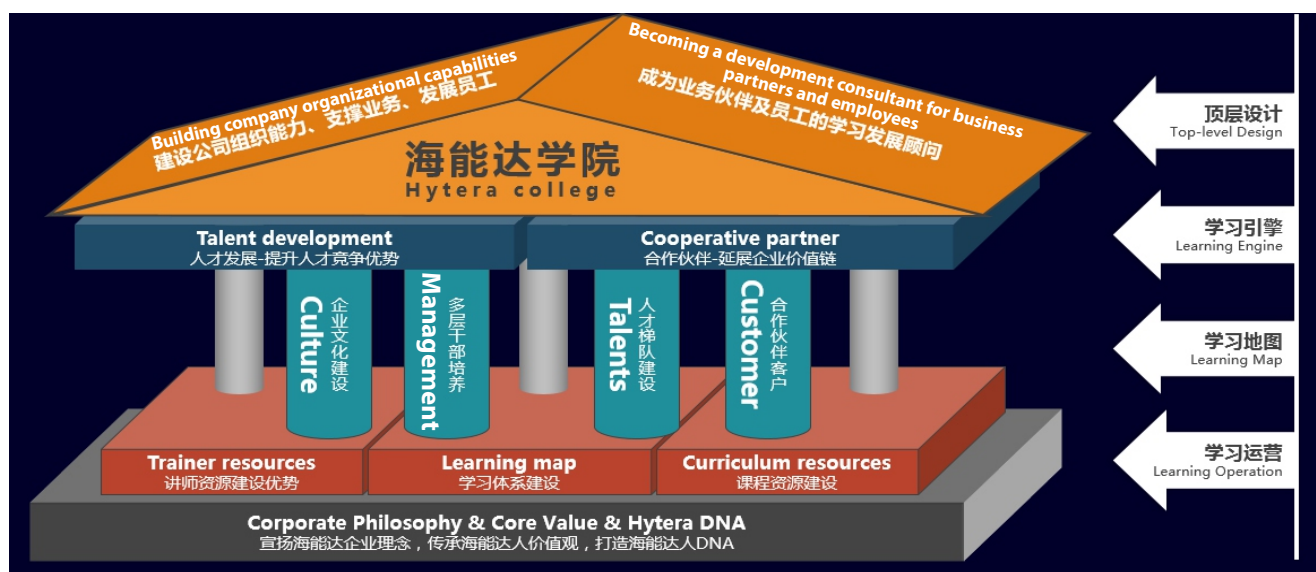 Building company organizational capabilities
建设公司组织能力、支撑业务、发展员工
Becoming a development consultant for business
partners and employees
成为业务伙伴及员工的学习发展顾问
海能达学院
Hytera college
顶层设计
Top-level Design
Talent development
人才发展-提升人才竞争优势
Cooperative partner
合作伙伴-延展企业价值链
学习引擎
Learning Engine
企业文化建设
Culture
多层干部培养
Management
人才梯队建设
Talents
合作伙伴客户
Customer
学习地图
Learning Map
Trainer resources
讲师资源建设优势
Learning map
学习体系建设
Curriculum resources
课程资源建设
学习运营
Learning Operation
Corporate Philosophy & Core Value & Hytera DNA
宣扬海能达企业理念，传承海能达人价值观，打造海能达人DNA